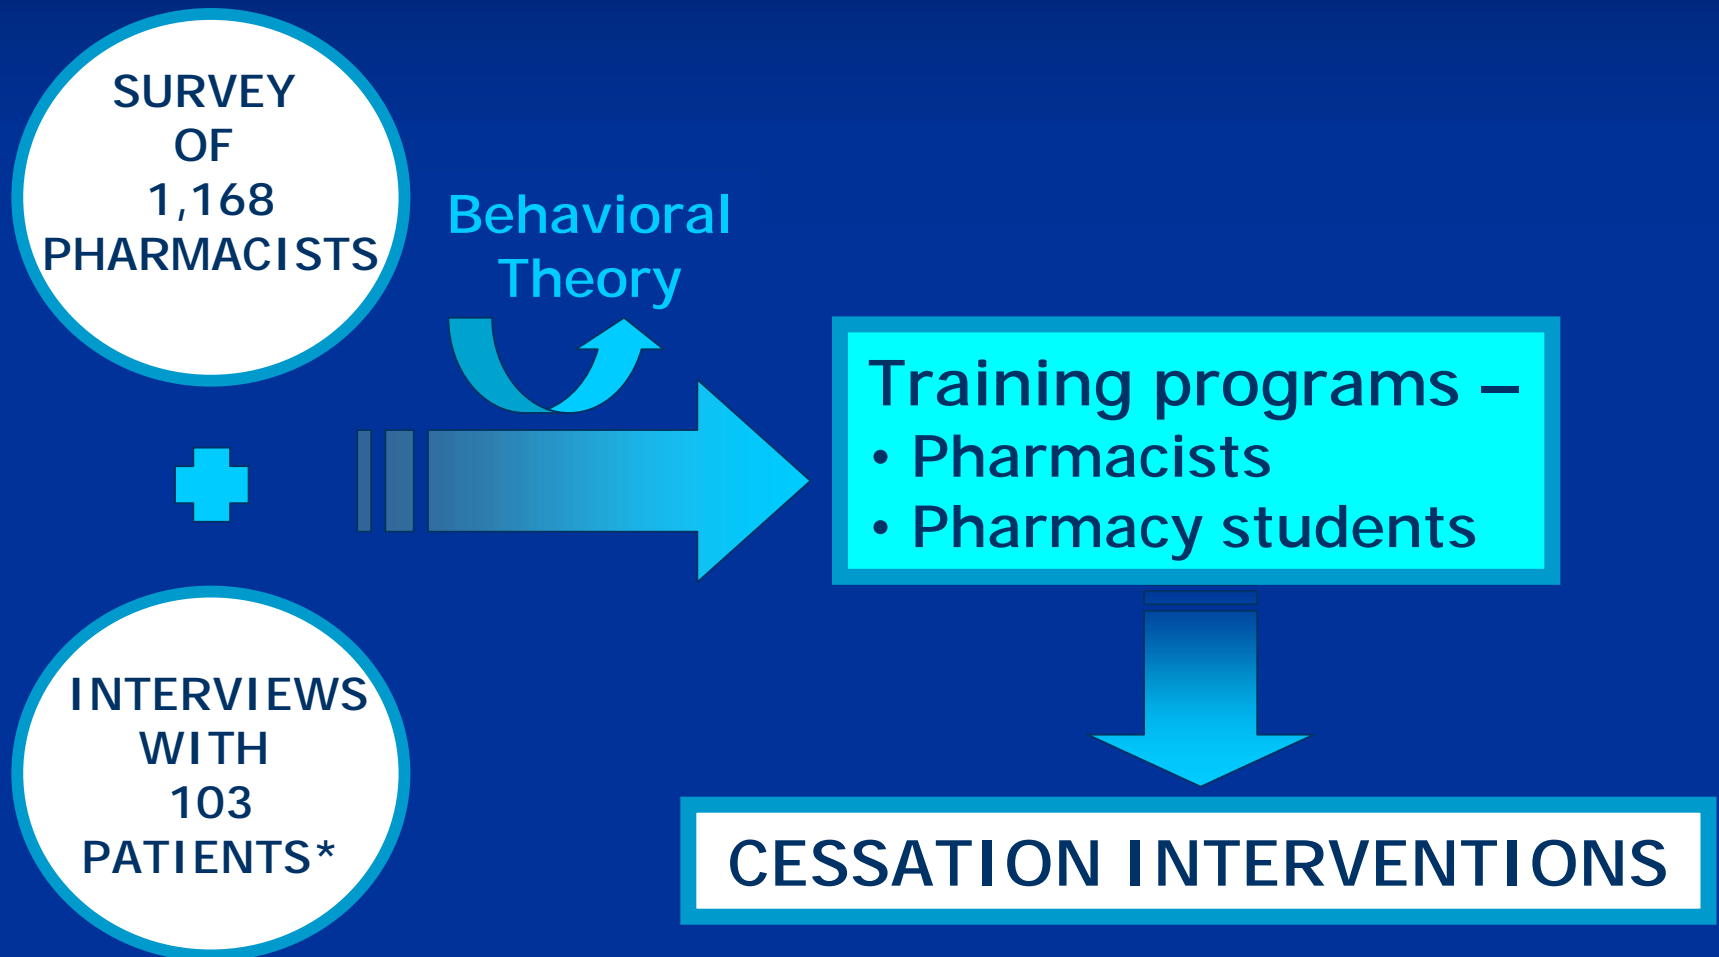 SURVEY
OF
1,168
PHARMACISTS
Behavioral
Theory
Training programs –
• Pharmacists
• Pharmacy students
INTERVIEWS
WITH
103
PATIENTS*
CESSATION INTERVENTIONS